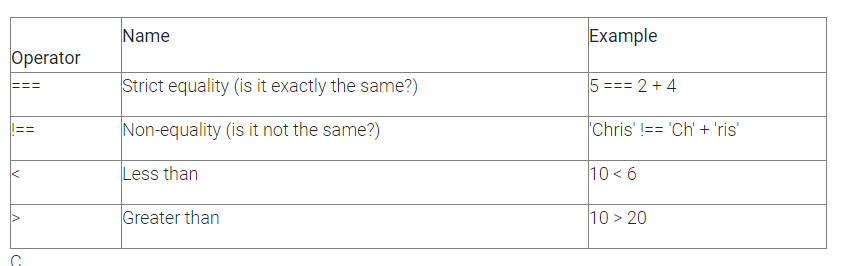 Operator Name Example
=== Strict equality (is it exactly the same?) 5 === 2 + 4
!== Non-equality (is it not the same?) 'Chris' !== 'Ch' + 'ris'
< Less than 10 < 6
> Greater than 10 > 20
C